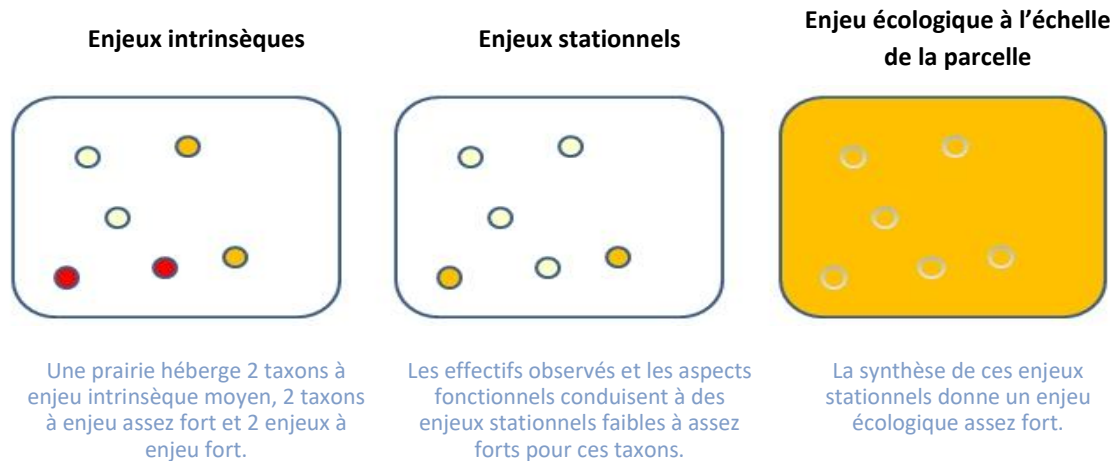 Enjeux intrinsèques
Enjeux stationnels
Enjeu écologique à l’échelle
de la parcelle
Une prairie héberge 2 taxons à
enjeu intrinsèque moyen, 2 taxons
à enjeu assez fort et 2 enjeux à
enjeu fort.
Les effectifs observés et les aspects
fonctionnels conduisent à des
enjeux stationnels faibles à assez
forts pour ces taxons.
La synthèse de ces enjeux
stationnels donne un enjeu
écologique assez fort.